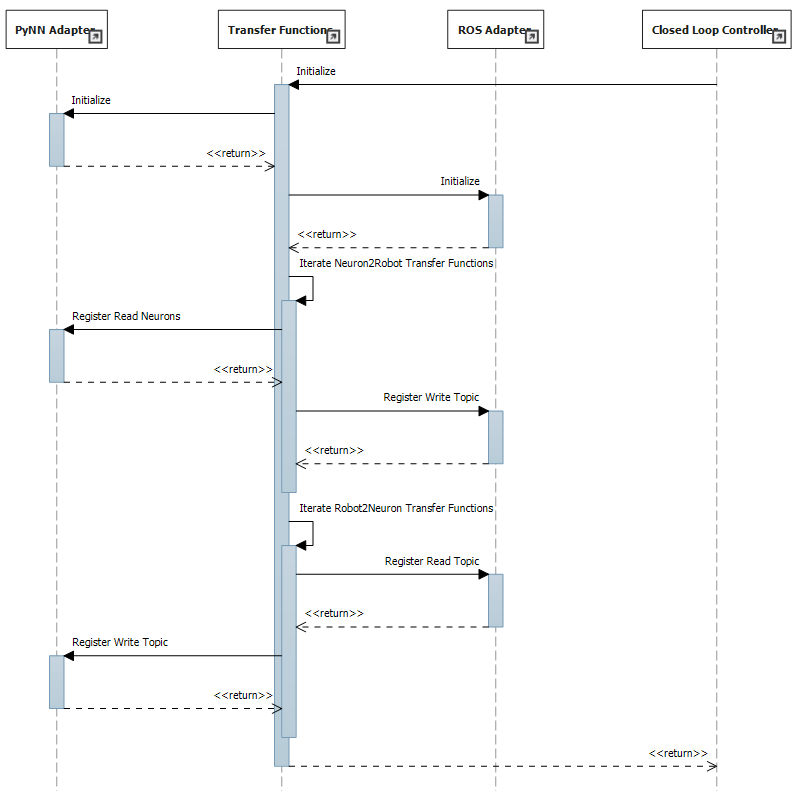 PyNN Adapter
Transfer Functions
ROS Adapter
Closed Loop Controller
Initialize
Initialize
<<return>>
Initialize
<<return>>
Iterate Neuron2Robot Transfer Functions
Register Read Neurons
<<return>>
Register Write Topic
<<return>>
Iterate Robot2Neuron Transfer Functions
Register Read Topic
<<return>>
Register Write Topic
<<return>>
<<return>>